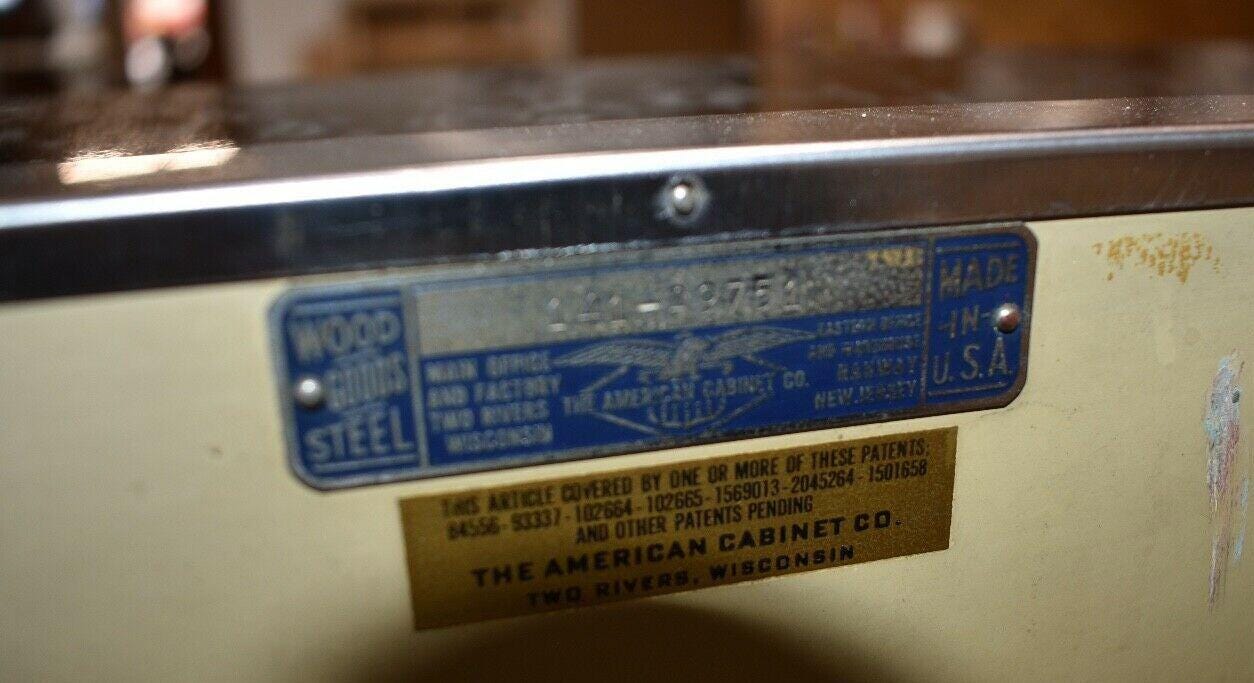 WOOD
GOODS
STEEL
MAIN OFFICE
AND FACTORY
TWO RIVERS
WISCONSIN
THE AMERICAN CABINET CO.
EASTERN OFFICE
AND WAREHOUSE
RAHWAY
NEW JERSEY
MADE
-IN-
U.S.A.
THIS ARTICLE COVERED BY ONE OR MORE OF THESE PATENTS:
84556-93337-102664-102665-1569013-2045264-1501658
AND OTHER PATENTS PENDING
THE AMERICAN CABINET CO.
TWO RIVERS, WISCONSIN